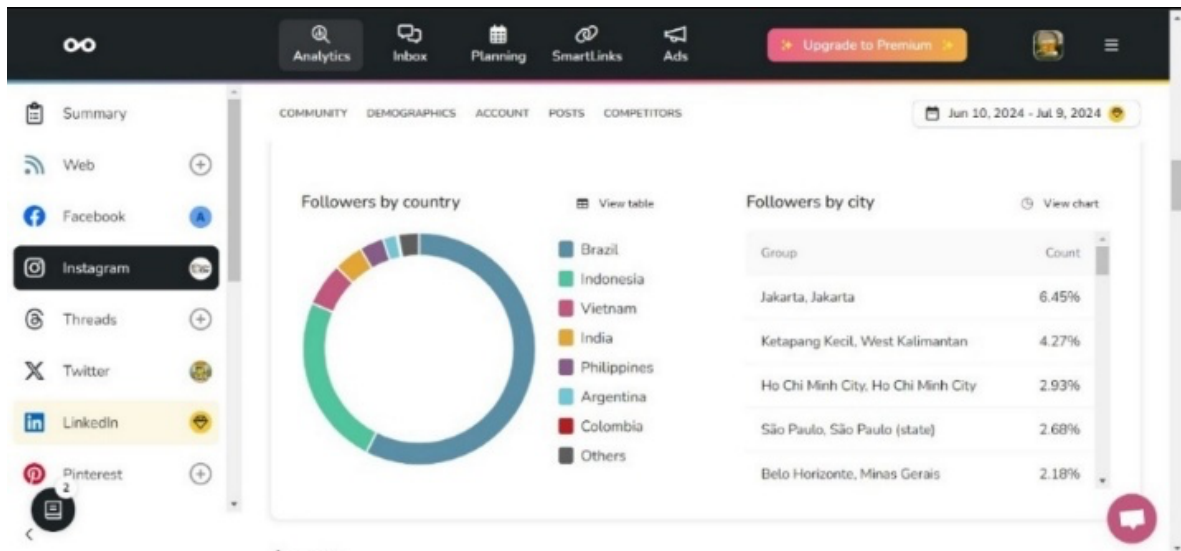 Analytics
Inbox
Planning
SmartLinks
Ads
Upgrade to Premium
Summary
Web
Facebook
A
Instagram
Threads
Twitter
LinkedIn
Pinterest
2
COMMUNITY DEMOGRAPHICS ACCOUNT POSTS COMPETITORS
Jun 10, 2024 - Jul 9, 2024
Followers by country
View table
Brazil
Indonesia
Vietnam
India
Philippines
Argentina
Colombia
Others
Followers by city
View chart
Group Count
Jakarta, Jakarta 6.45%
Ketapang Kecil, West Kalimantan 4.27%
Ho Chi Minh City, Ho Chi Minh City 2.93%
São Paulo, São Paulo (state) 2.68%
Belo Horizonte, Minas Gerais 2.18%